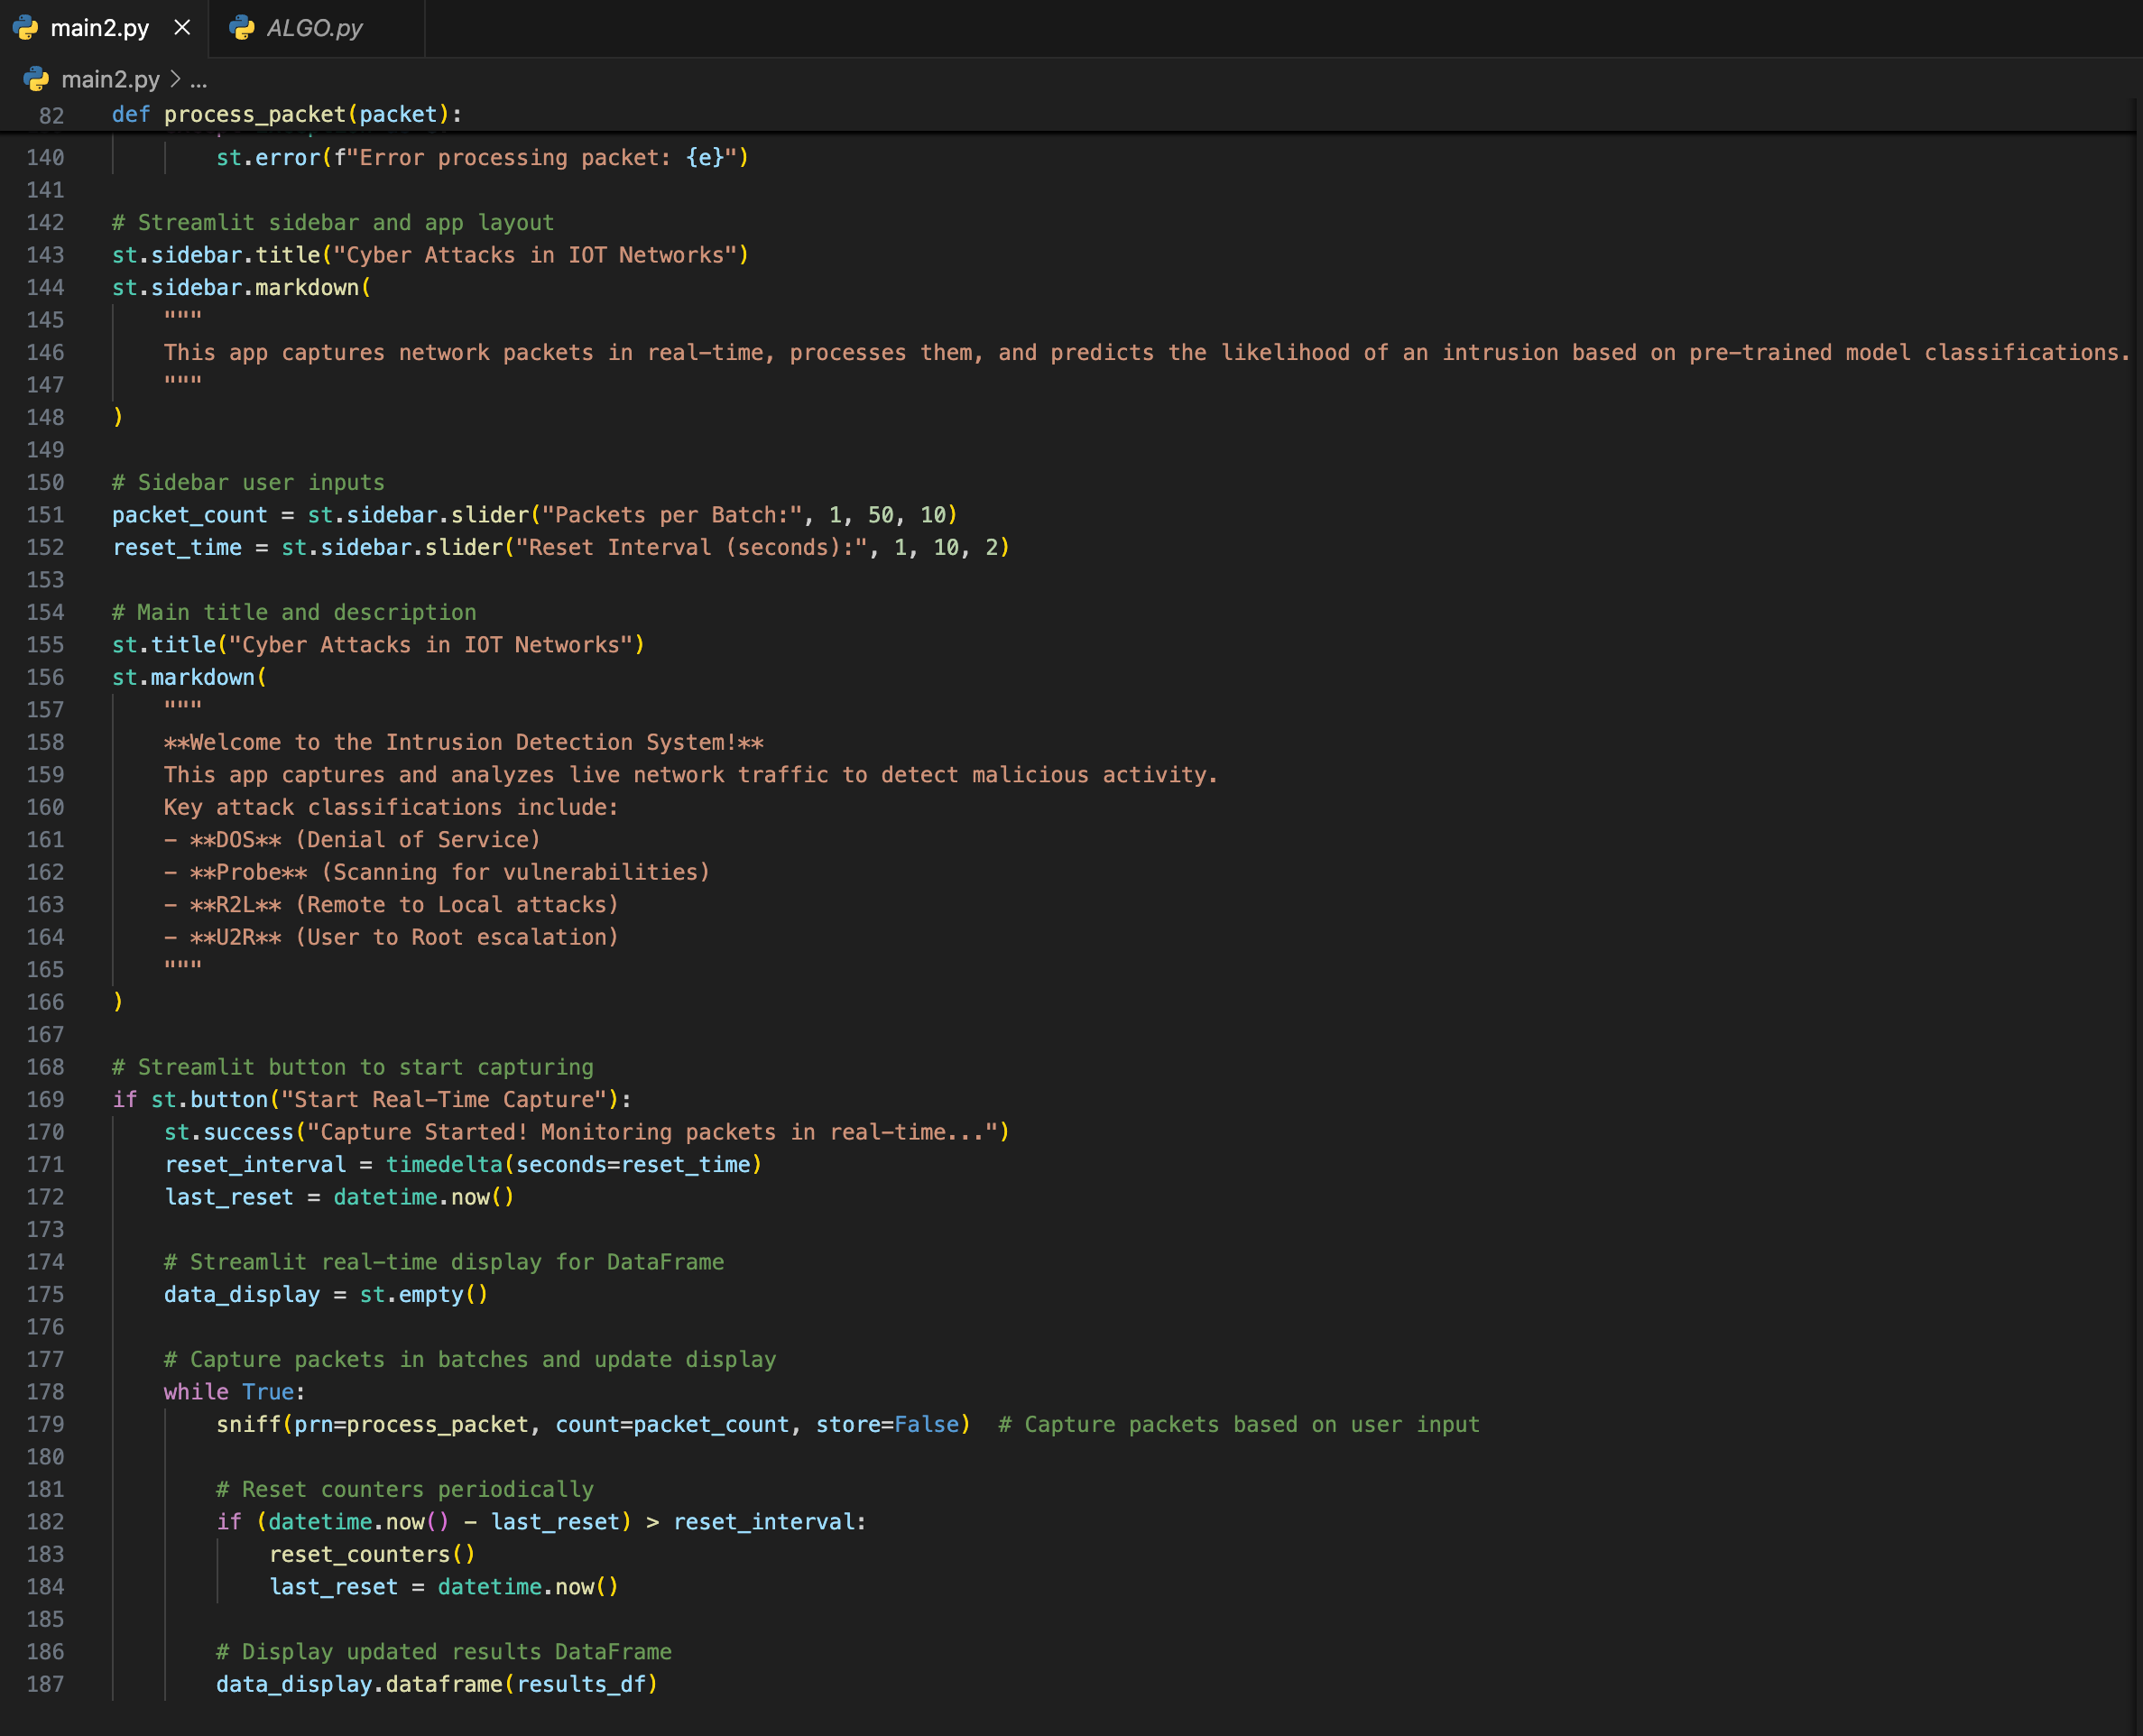 main2.py
ALGO.py
main2.py > ...
82 def process_packet(packet):
140 st.error(f"Error processing packet: {e}")
141
142 # Streamlit sidebar and app layout
143 st.sidebar.title("Cyber Attacks in IOT Networks")
144 st.sidebar.markdown(
145 """
146 This app captures network packets in real-time, processes them, and predicts the likelihood of an intrusion based on pre-trained model classifications.
147 """
148 )
149
150 # Sidebar user inputs
151 packet_count = st.sidebar.slider("Packets per Batch:", 1, 50, 10)
152 reset_time = st.sidebar.slider("Reset Interval (seconds):", 1, 10, 2)
153
154 # Main title and description
155 st.title("Cyber Attacks in IOT Networks")
156 st.markdown(
157 """
158 **Welcome to the Intrusion Detection System!**
159 This app captures and analyzes live network traffic to detect malicious activity.
160 Key attack classifications include:
161 - **DOS** (Denial of Service)
162 - **Probe** (Scanning for vulnerabilities)
163 - **R2L** (Remote to Local attacks)
164 - **U2R** (User to Root escalation)
165 """
166 )
167
168 # Streamlit button to start capturing
169 if st.button("Start Real-Time Capture"):
170 st.success("Capture Started! Monitoring packets in real-time...")
171 reset_interval = timedelta(seconds=reset_time)
172 last_reset = datetime.now()
173
174 # Streamlit real-time display for DataFrame
175 data_display = st.empty()
176
177 # Capture packets in batches and update display
178 while True:
179 sniff(prn=process_packet, count=packet_count, store=False) # Capture packets based on user input
180
181 # Reset counters periodically
182 if (datetime.now() - last_reset) > reset_interval:
183 reset_counters()
184 last_reset = datetime.now()
185
186 # Display updated results DataFrame
187 data_display.dataframe(results_df)